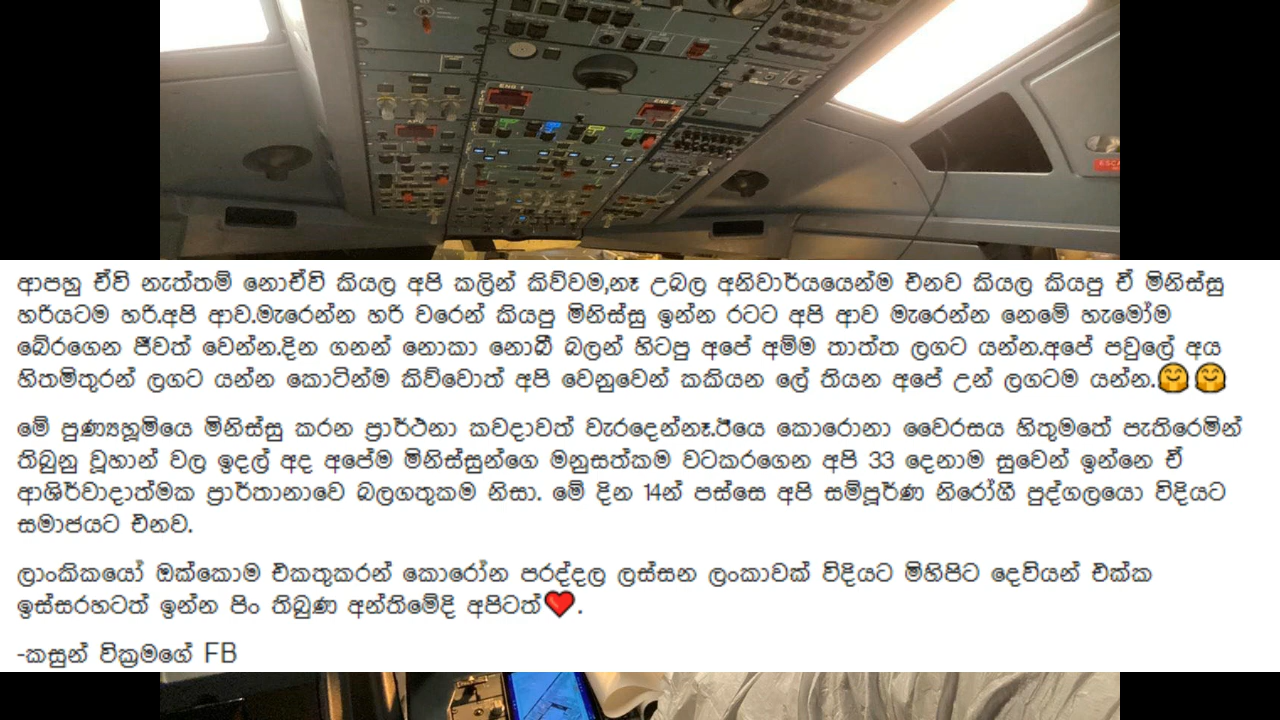 ENG 1
ආපහු ඒවි නැත්තම් නොඒවි කියල අපි කලින් කිව්වම,නෑ උබල අනිවාර්යයෙන්ම එනව කියල කියපු ඒ මිනිස්සු
හරියටම හරි.අපි ආව.මැරෙන්න හරි වරෙන් කියපු මිනිස්සු ඉන්න රටට අපි ආව මැරෙන්න නෙමේ හැමෝම
බේරගෙන ජීවත් වෙන්න.දින ගනන් නොකා නොබී බලන් හිටපු අපේ අම්ම තාත්ත ලගට යන්න.අපේ පවුලේ අය
හිතමිතුරන් ලගට යන්න කොටින්ම කිව්වොත් අපි වෙනුවෙන් කකියන ලේ තියන අපේ උන් ලගටම යන්න.🤗🤗
මේ පුණ්‍යභූමියෙ මිනිස්සු කරන ප්‍රාර්ථනා කවදාවත් වැරදෙන්නෑ.ඊයෙ කොරොනා වෛරසය හිතුමතේ පැතිරෙමින්
තිබුනු වූහාන් වල ඉදල් අද අපේම මිනිස්සුන්ගෙ මනුසත්කම වටකරගෙන අපි 33 දෙනාම සුවෙන් ඉන්නෙ ඒ
ආශිර්වාදාත්මක ප්‍රාර්තානාවෙ බලගතුකම නිසා. මේ දින 14න් පස්සෙ අපි සම්පූර්ණ නිරෝගී පුද්ගලයො විදියට
සමාජයට එනව.
ලාංකිකයෝ ඔක්කොම එකතුකරන් කොරෝන පරද්දල ලස්සන ලංකාවක් විදියට මිහිපිට දෙවියන් එක්ක
ඉස්සරහටත් ඉන්න පිං තිබුණ අන්තිමේදි අපිටත්❤️.
-කසුන් වික්‍රමගේ FB